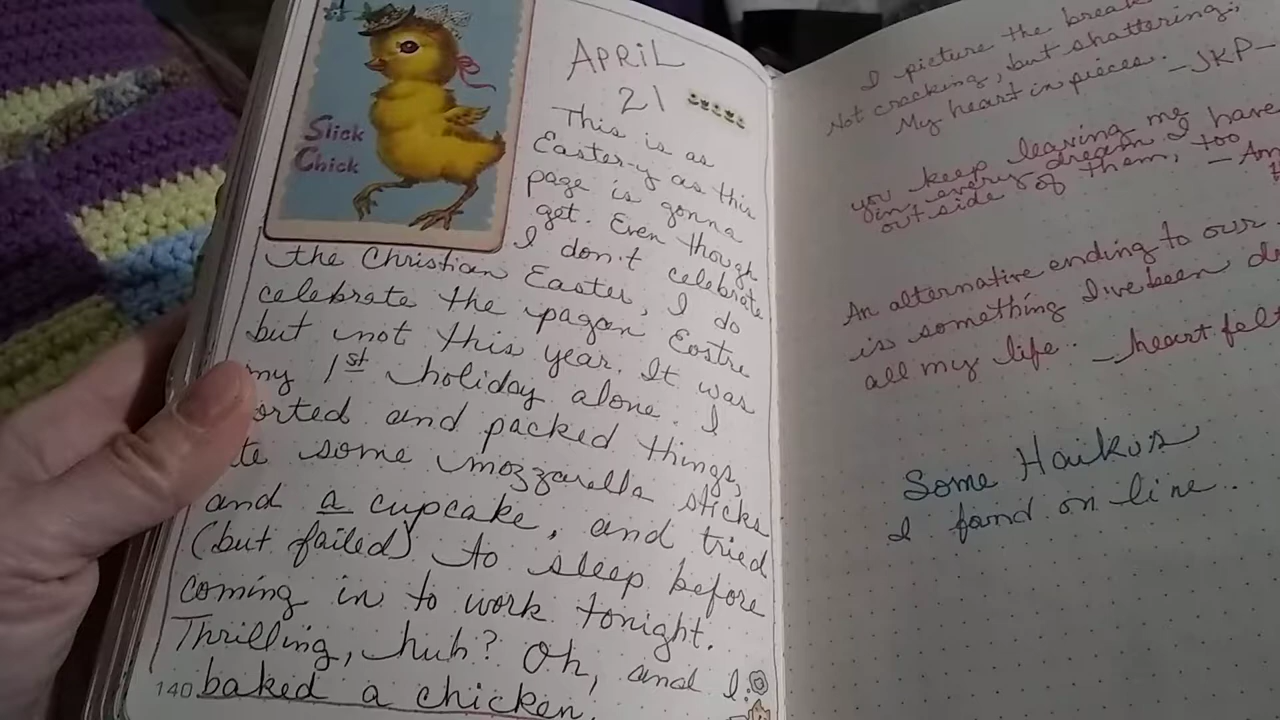 Slick
Chick
APRiL
21
This is as
Easter-y as this
page is gonna
get. Even though
I don't celebrate
the Christian Easter, I do
celebrate the pagan Eostre
but not this year. It was
my 1st holiday alone. I
orted and packed things,
te some mozzarella sticks
and a cupcake, and tried
(but failed) to sleep before
coming in to work tonight.
Thrilling, huh? Oh, and I
baked a chicken.
140
I picture the break
Not cracking, but shattering;
My heart in pieces. -JKP-
you keep leaving me
in every dream I have
outside of them, too - Am
An alternative ending to our
is something I've been d
all my life. - heart felt
Some Haikus
I found on line.